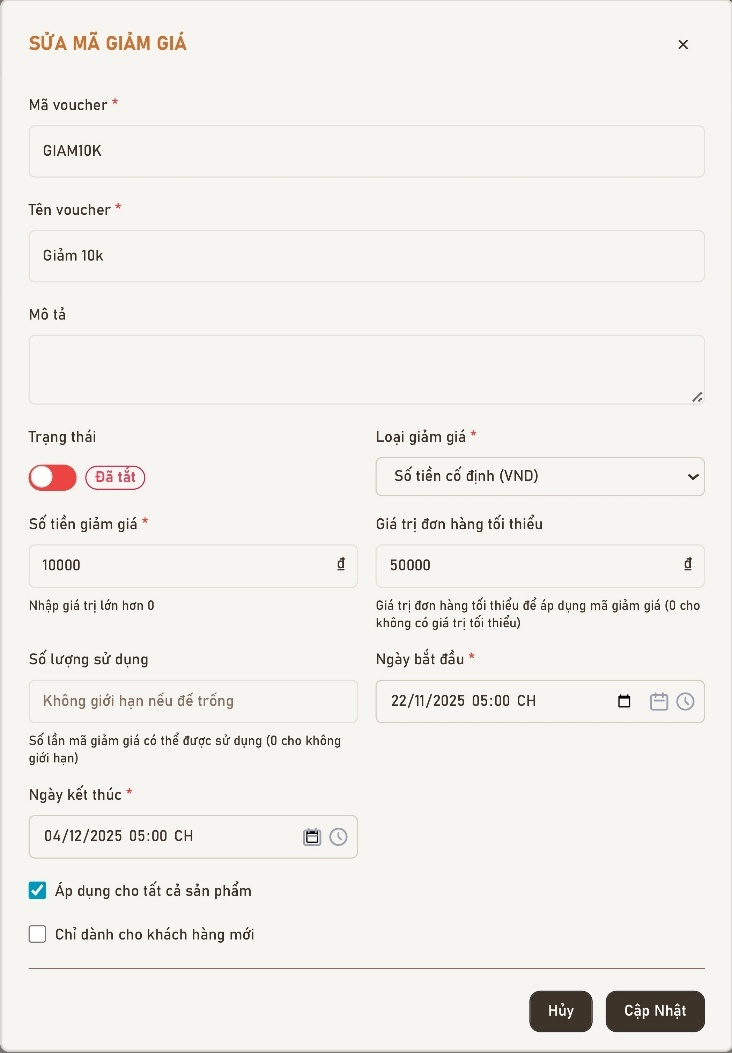 SỬA MÃ GIẢM GIÁ
Mã voucher *
GIAM10K
Tên voucher *
Giảm 10k
Mô tả
Trạng thái
Đã tắt
Loại giảm giá *
Số tiền cố định (VND)
Số tiền giảm giá *
10000 ₫
Nhập giá trị lớn hơn 0
Giá trị đơn hàng tối thiểu
50000 ₫
Giá trị đơn hàng tối thiểu để áp dụng mã giảm giá (0 cho
không có giá trị tối thiểu)
Số lượng sử dụng
Không giới hạn nếu để trống
Số lần mã giảm giá có thể được sử dụng (0 cho không
giới hạn)
Ngày bắt đầu *
22/11/2025 05:00 CH
Ngày kết thúc *
04/12/2025 05:00 CH
Áp dụng cho tất cả sản phẩm
Chỉ dành cho khách hàng mới
Hủy
Cập Nhật